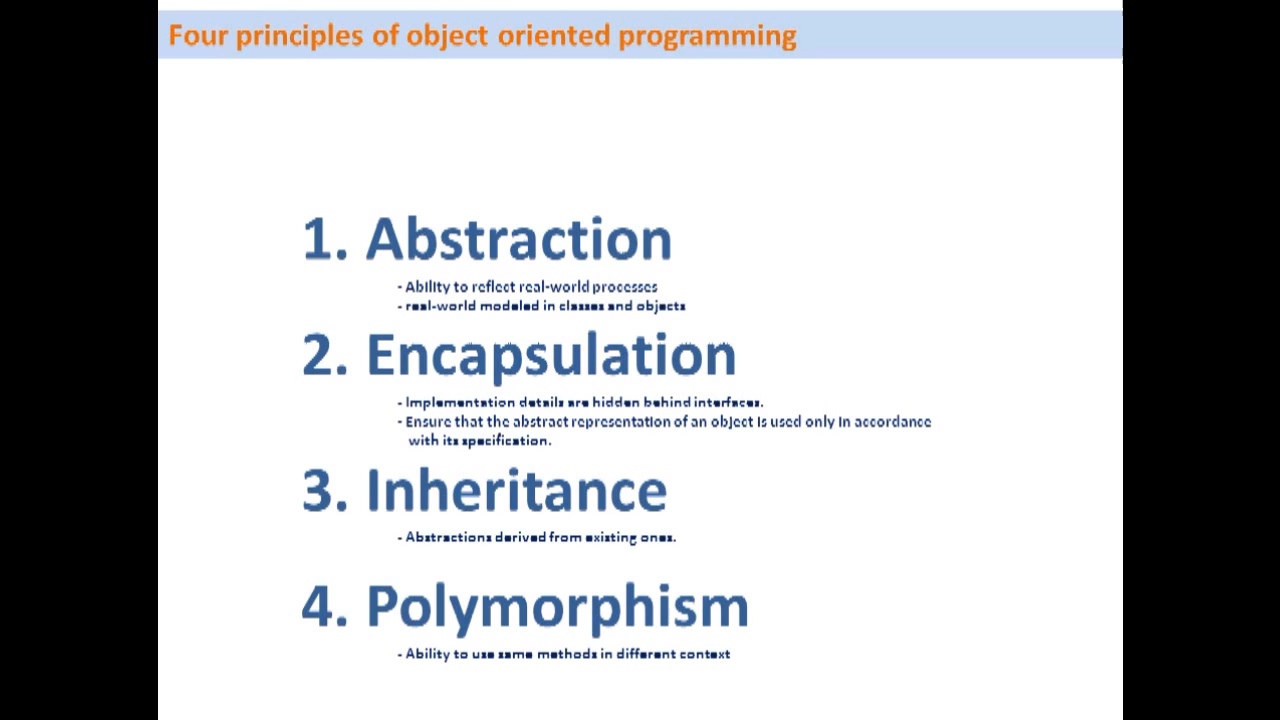 Four principles of object oriented programming
1. Abstraction
- Ability to reflect real-world processes
- real-world modeled in classes and objects
2. Encapsulation
- Implementation details are hidden behind interfaces.
- Ensure that the abstract representation of an object is used only in accordance
with its specification.
3. Inheritance
- Abstractions derived from existing ones.
4. Polymorphism
- Ability to use same methods in different context